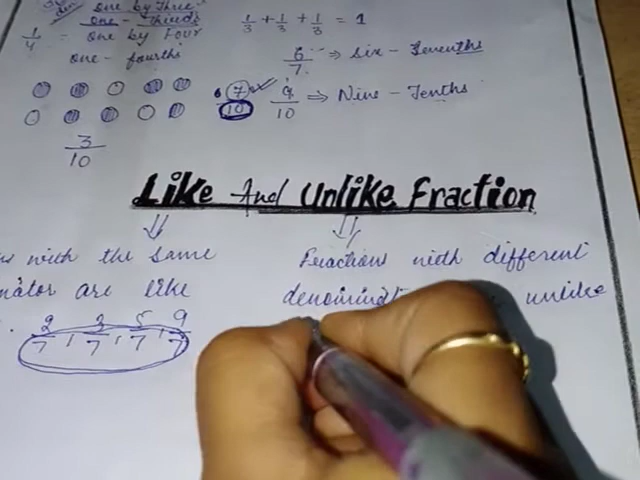 one by Three
one - Thirds
1/4 = one by Four
one - fourths
1/3 + 1/3 + 1/3 = 1
6/7 ⇒ Six - Sevenths
7/10
9/10 ⇒ Nine - Tenths
3/10
Like And Unlike Fraction
with the same
are like
2/7, 3/7, 5/7, 9/7
Fractions with different
unlike